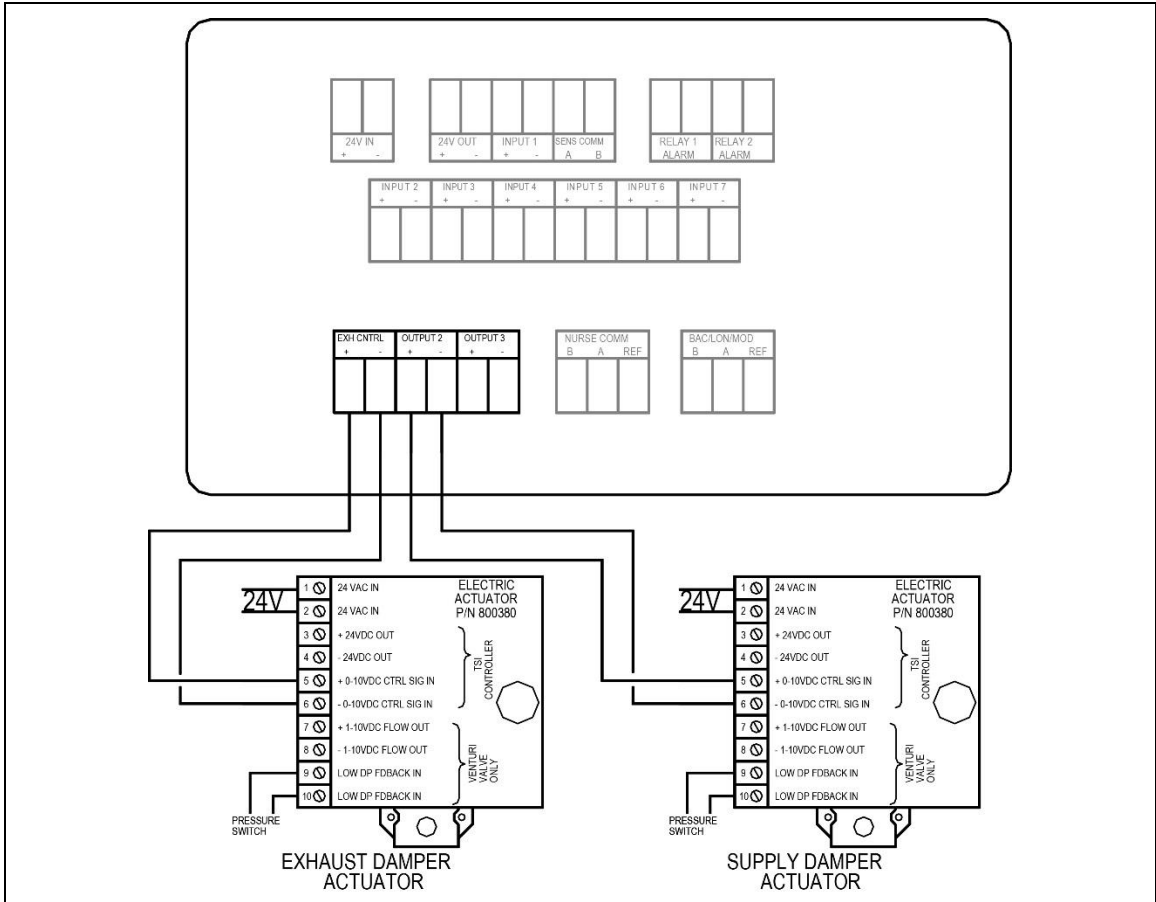 24V IN
+ -
24V OUT INPUT 1 SENS COMM
+ - + - A B
RELAY 1 ALARM
RELAY 2 ALARM
INPUT 2 INPUT 3 INPUT 4 INPUT 5 INPUT 6 INPUT 7
+ - + - + - + - + - + -
EXH CNTRL OUTPUT 2 OUTPUT 3
+ - + - + -
NURSE COMM
B A REF
BAC/LON/MOD
B A REF
24V
1 24 VAC IN
2 24 VAC IN
3 + 24VDC OUT
4 - 24VDC OUT
5 + 0-10VDC CTRL SIG IN
6 - 0-10VDC CTRL SIG IN
7 + 1-10VDC FLOW OUT
8 - 1-10VDC FLOW OUT
9 LOW DP FDBACK IN
10 LOW DP FDBACK IN
ELECTRIC
ACTUATOR
P/N 800380
TSI
CONTROLLER
VENTURI
VALVE
ONLY
PRESSURE
SWITCH
EXHAUST DAMPER
ACTUATOR
24V
1 24 VAC IN
2 24 VAC IN
3 + 24VDC OUT
4 - 24VDC OUT
5 + 0-10VDC CTRL SIG IN
6 - 0-10VDC CTRL SIG IN
7 + 1-10VDC FLOW OUT
8 - 1-10VDC FLOW OUT
9 LOW DP FDBACK IN
10 LOW DP FDBACK IN
ELECTRIC
ACTUATOR
P/N 800380
TSI
CONTROLLER
VENTURI
VALVE
ONLY
PRESSURE
SWITCH
SUPPLY DAMPER
ACTUATOR